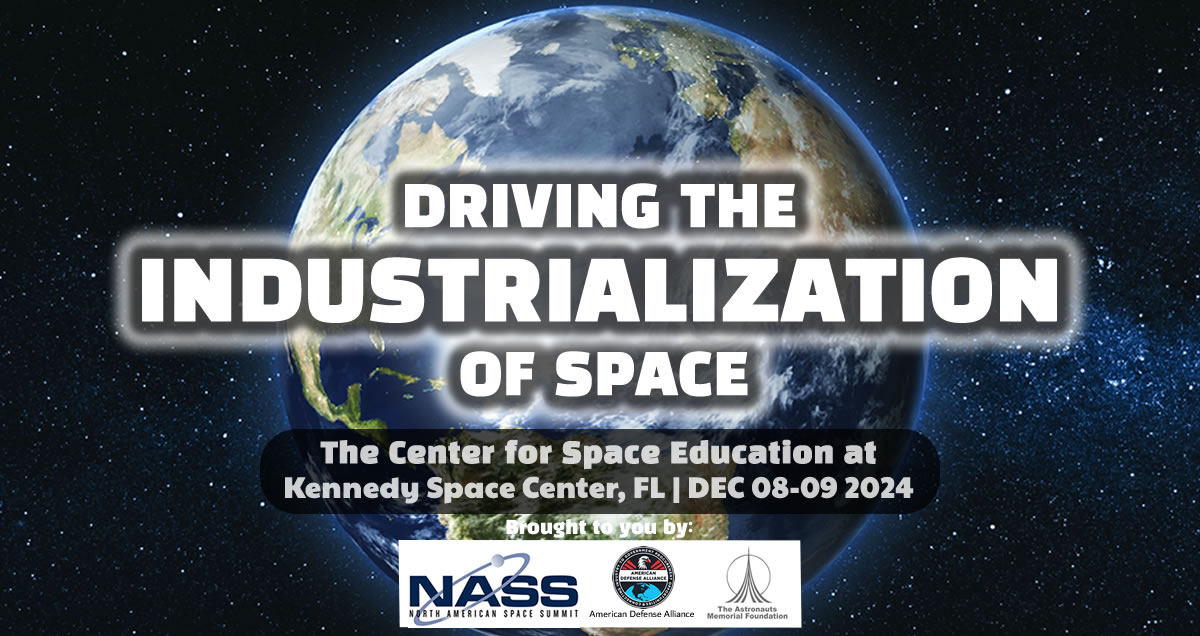 DRIVING THE
INDUSTRIALIZATION
OF SPACE
The Center for Space Education at
Kennedy Space Center, FL | DEC 08-09 2024
Brought to you by:
NASS
NORTH AMERICAN SPACE SUMMIT
AMERICAN
DEFENSE ALLIANCE
American Defense Alliance
The Astronauts
Memorial Foundation